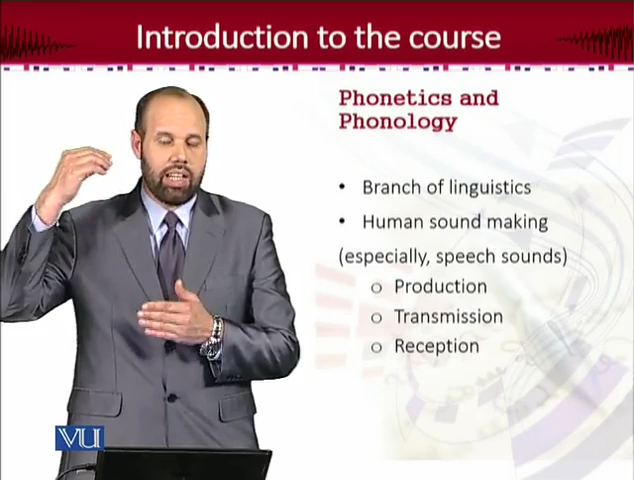 Introduction to the course
Phonetics and
Phonology
• Branch of linguistics
• Human sound making
(especially, speech sounds)
o Production
o Transmission
o Reception
VU